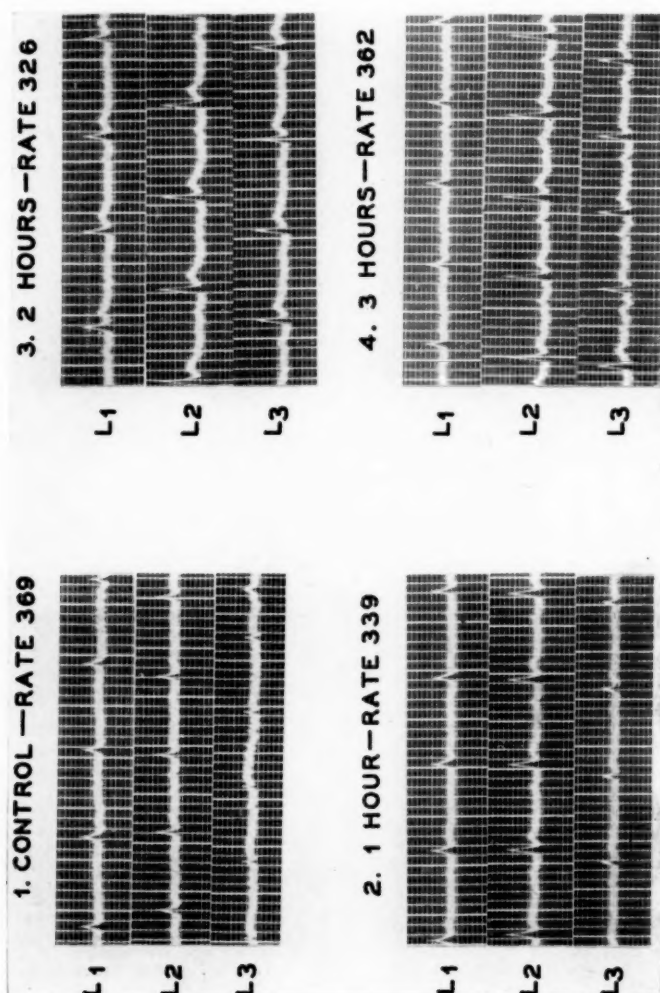 1. CONTROL — RATE 369
L1
L2
L3
2. 1 HOUR — RATE 339
L1
L2
L3
3. 2 HOURS — RATE 326
L1
L2
L3
4. 3 HOURS — RATE 362
L1
L2
L3